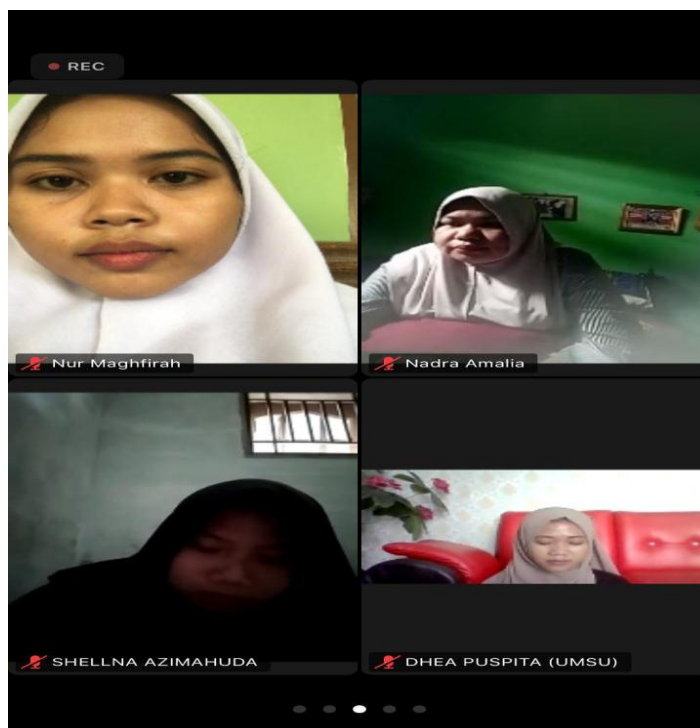 REC
Nur Maghfirah
Nadra Amalia
SHELLNA AZIMAHUDA
DHEA PUSPITA (UMSU)